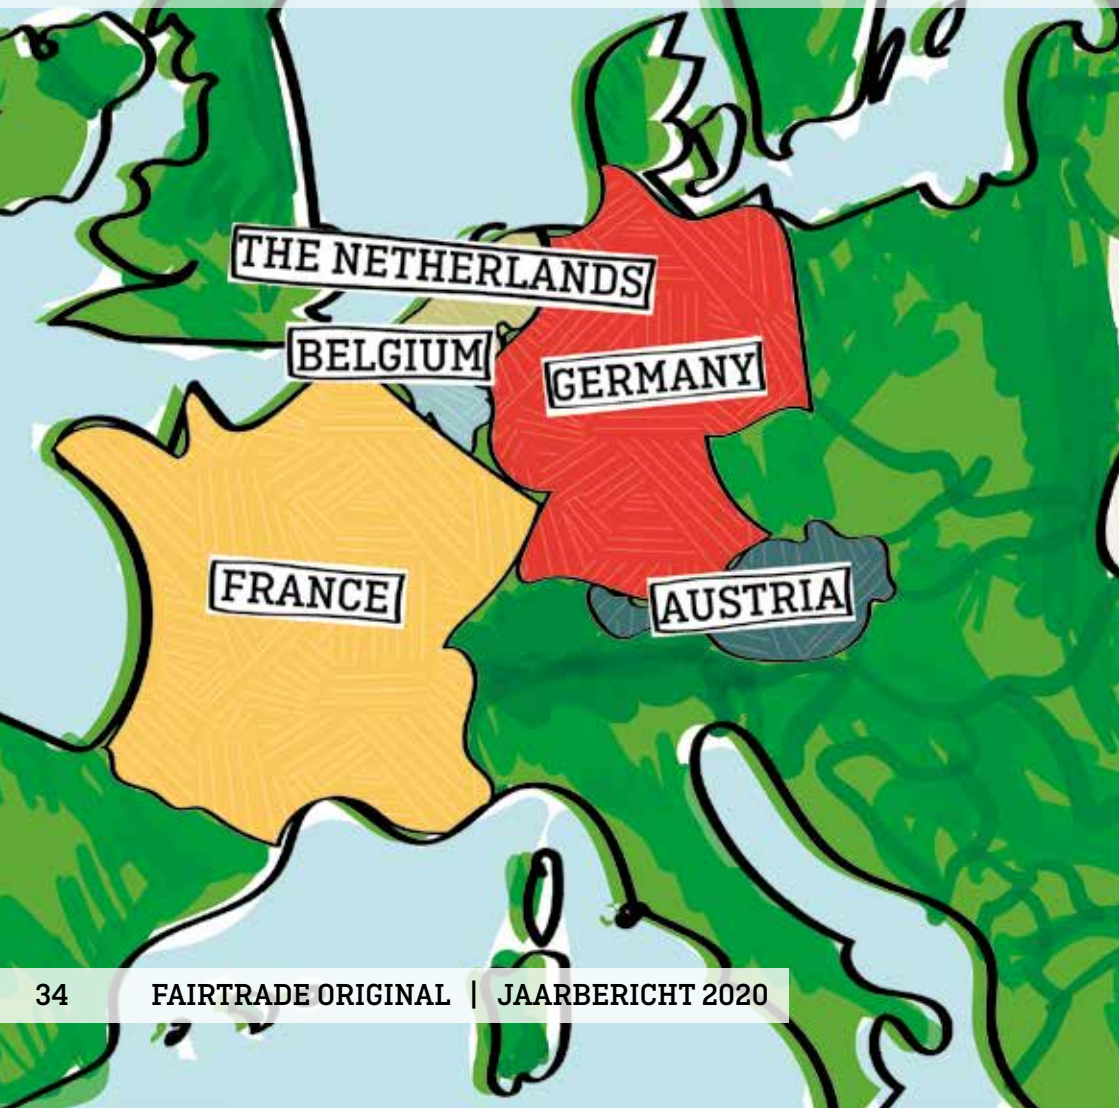 THE NETHERLANDS
BELGIUM
GERMANY
FRANCE
AUSTRIA
34 FAIRTRADE ORIGINAL | JAARBERICHT 2020